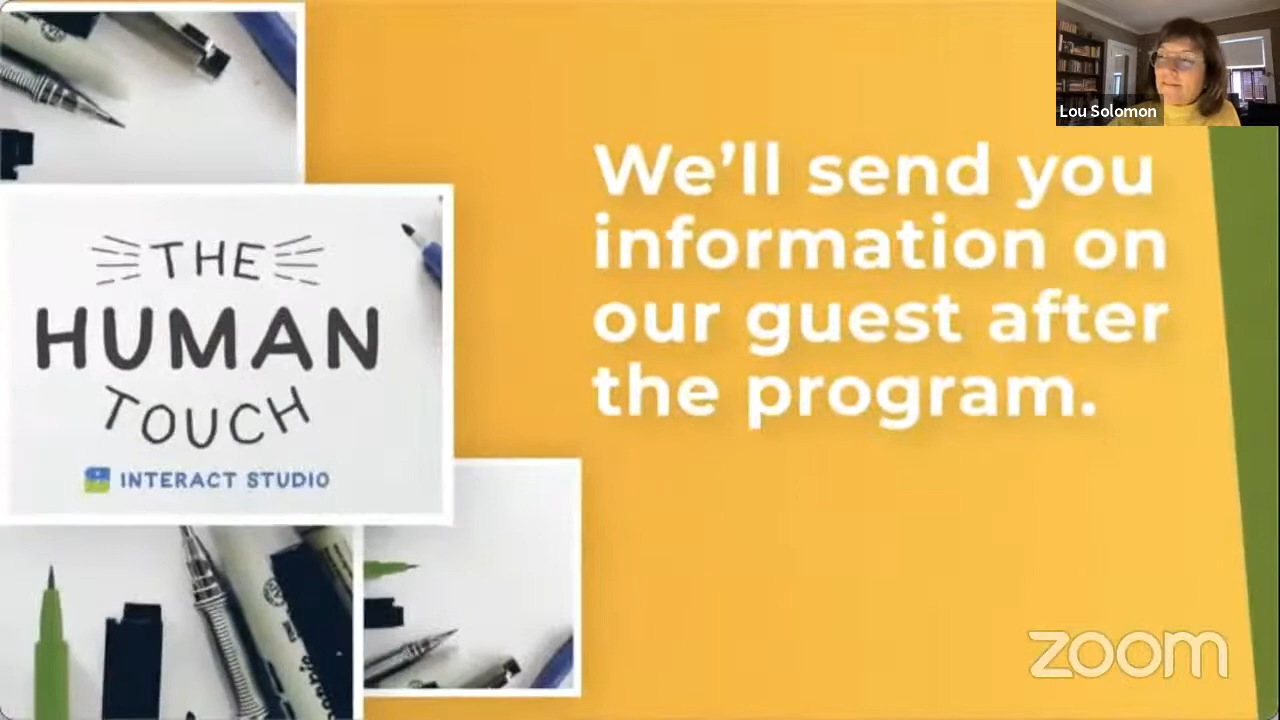 Lou Solomon
We’ll send you
information on
our guest after
the program.
THE
HUMAN
TOUCH
INTERACT STUDIO
zoom